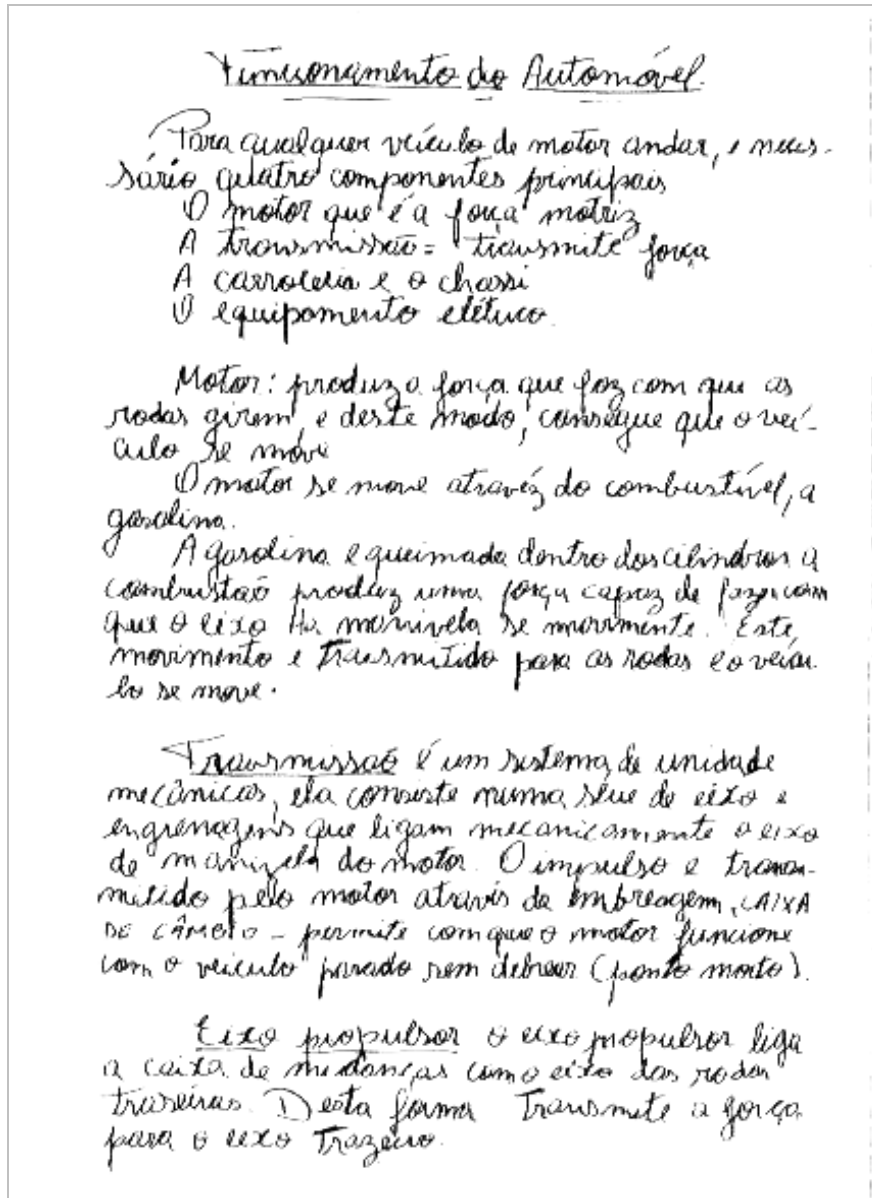 Funcionamento do Automóvel.
Para qualquer veículo de motor andar, e neces-
sário quatro componentes principais
O motor que é a força motriz
A transmissão = transmite força
A carroceria e o chassi
O equipamento elétrico.
Motor: produz a força que faz com que as
rodas girem, e deste modo, consegue que o veí-
culo se move
O motor se move atravéz do combustível, a
gasolina.
A gasolina e queimada dentro dos cilindros a
combustão produz uma força capaz de fazer com
que o eixo da manivela se movimente. Este
movimento e transmitido para as rodas e o veícu
lo se move.
Transmissaõ é um sistema de unidade
mecânicas, ela consiste numa série de eixo e
engrenagens que ligam mecanicamente o eixo
de manizela do motor. O impulso e trans-
mitido pelo motor através da embreagem, CAIXA
DE CÂMBIO - permite com que o motor funcione
com o veiculo parado sem debrear (ponto morto).
Eixo propulsor o eixo propulsor liga
a caixa de mudanças com o eixo das rodas
traseiras. Desta forma Transmite a força
para o eixo Trazeiro.